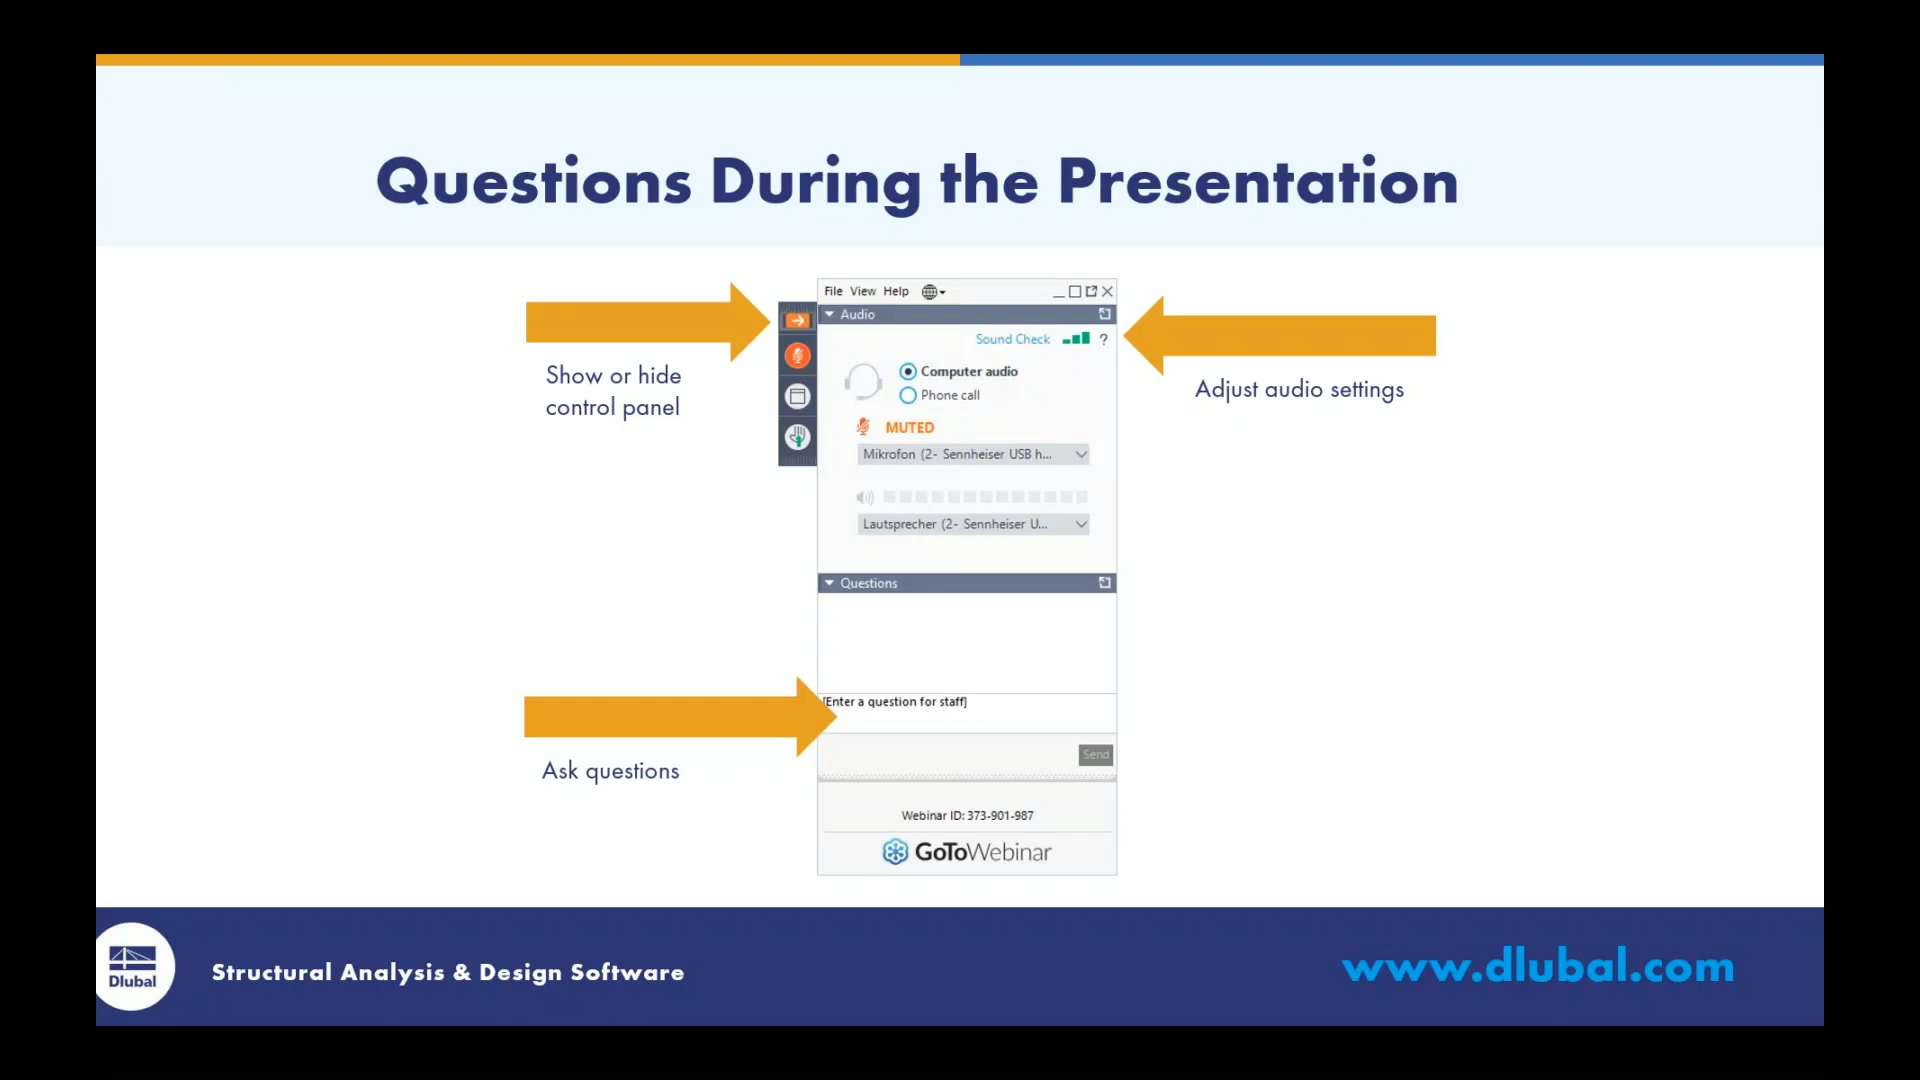 Questions During the Presentation
File View Help
Audio
Sound Check
?
Show or hide
control panel
Computer audio
Phone call
Adjust audio settings
MUTED
Mikrofon (2- Sennheiser USB h...
Lautsprecher (2- Sennheiser U...
Questions
[Enter a question for staff]
Send
Ask questions
Webinar ID: 373-901-987
GoToWebinar
Dlubal
Structural Analysis & Design Software
www.dlubal.com